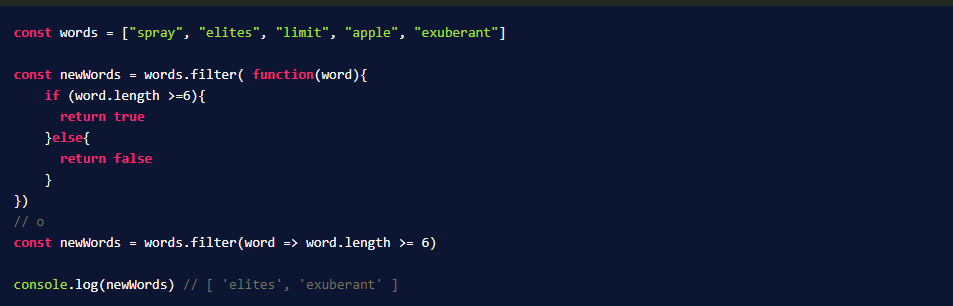 const words = ["spray", "elites", "limit", "apple", "exuberant"]
const newWords = words.filter( function(word){
    if (word.length >=6){
      return true
    }else{
      return false
    }
})
// o
const newWords = words.filter(word => word.length >= 6)
console.log(newWords) // [ 'elites', 'exuberant' ]